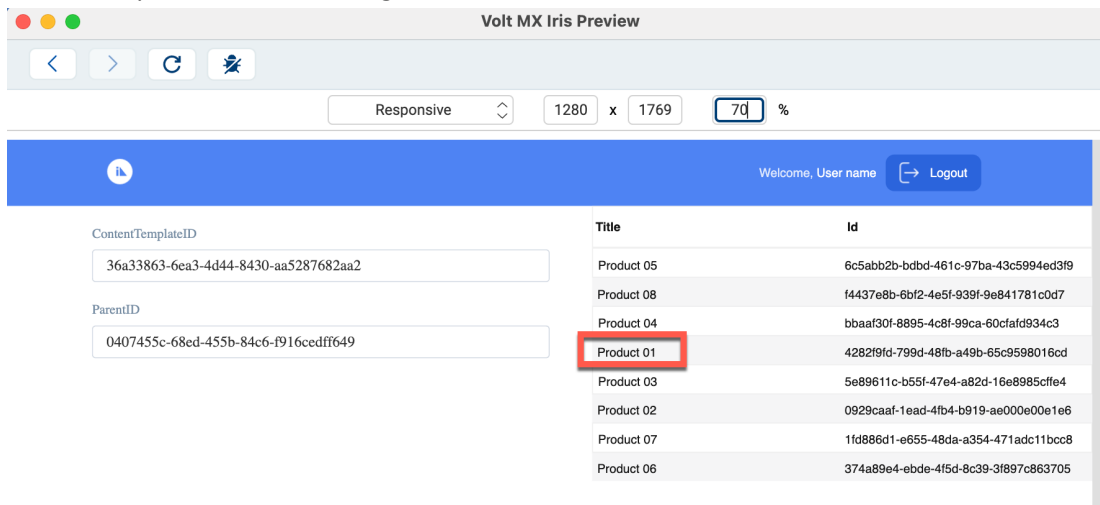 Volt MX Iris Preview
Responsive 1280 x 1769 70 %
Welcome, User name Logout
ContentTemplateID
36a33863-6ea3-4d44-8430-aa5287682aa2
ParentID
0407455c-68ed-455b-84c6-f916cedff649
Title Id
Product 05 6c5abb2b-bdbd-461c-97ba-43c5994ed3f9
Product 08 f4437e8b-6bf2-4e5f-939f-9e841781c0d7
Product 04 bbaaf30f-8895-4c8f-99ca-60cfafd934c3
Product 01 4282f9fd-799d-48fb-a49b-65c9598016cd
Product 03 5e89611c-b55f-47e4-a82d-16e8985cffe4
Product 02 0929caaf-1ead-4fb4-b919-ae000e00e1e6
Product 07 1fd886d1-e655-48da-a354-471adc11bcc8
Product 06 374a89e4-ebde-4f5d-8c39-3f897c863705